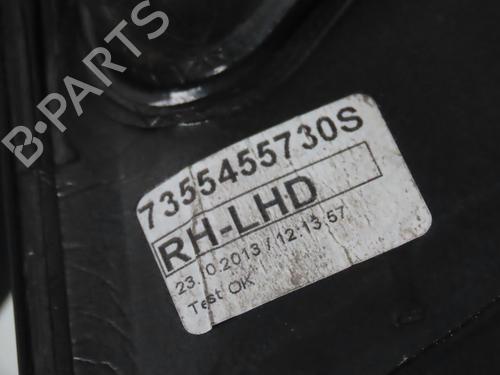 B-PARTS
7355455730S
RH-LHD
23.10.2013 / 12:13:57
Test OK